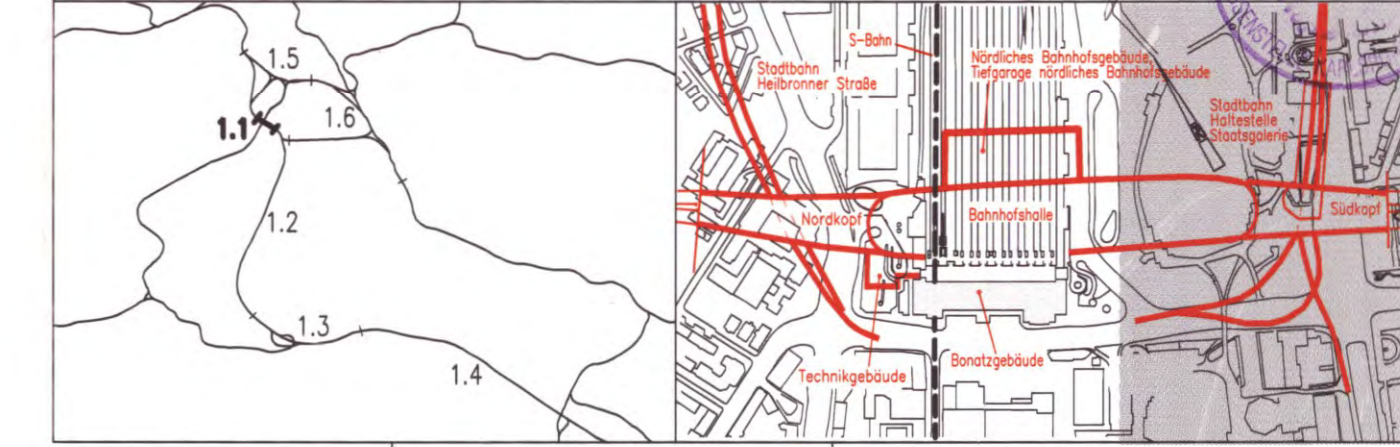 1.5
1.1
1.6
1.2
1.3
1.4
S-Bahn
Nördliches Bahnhofsgebäude,
Tiefgarage nördliches Bahnhofsgebäude
Stadtbahn
Heilbronner Straße
Stadtbahn
Haltestelle
Staatsgalerie
Nordkopf
Bahnhofshalle
Südkopf
Technikgebäude
Bonatzgebäude